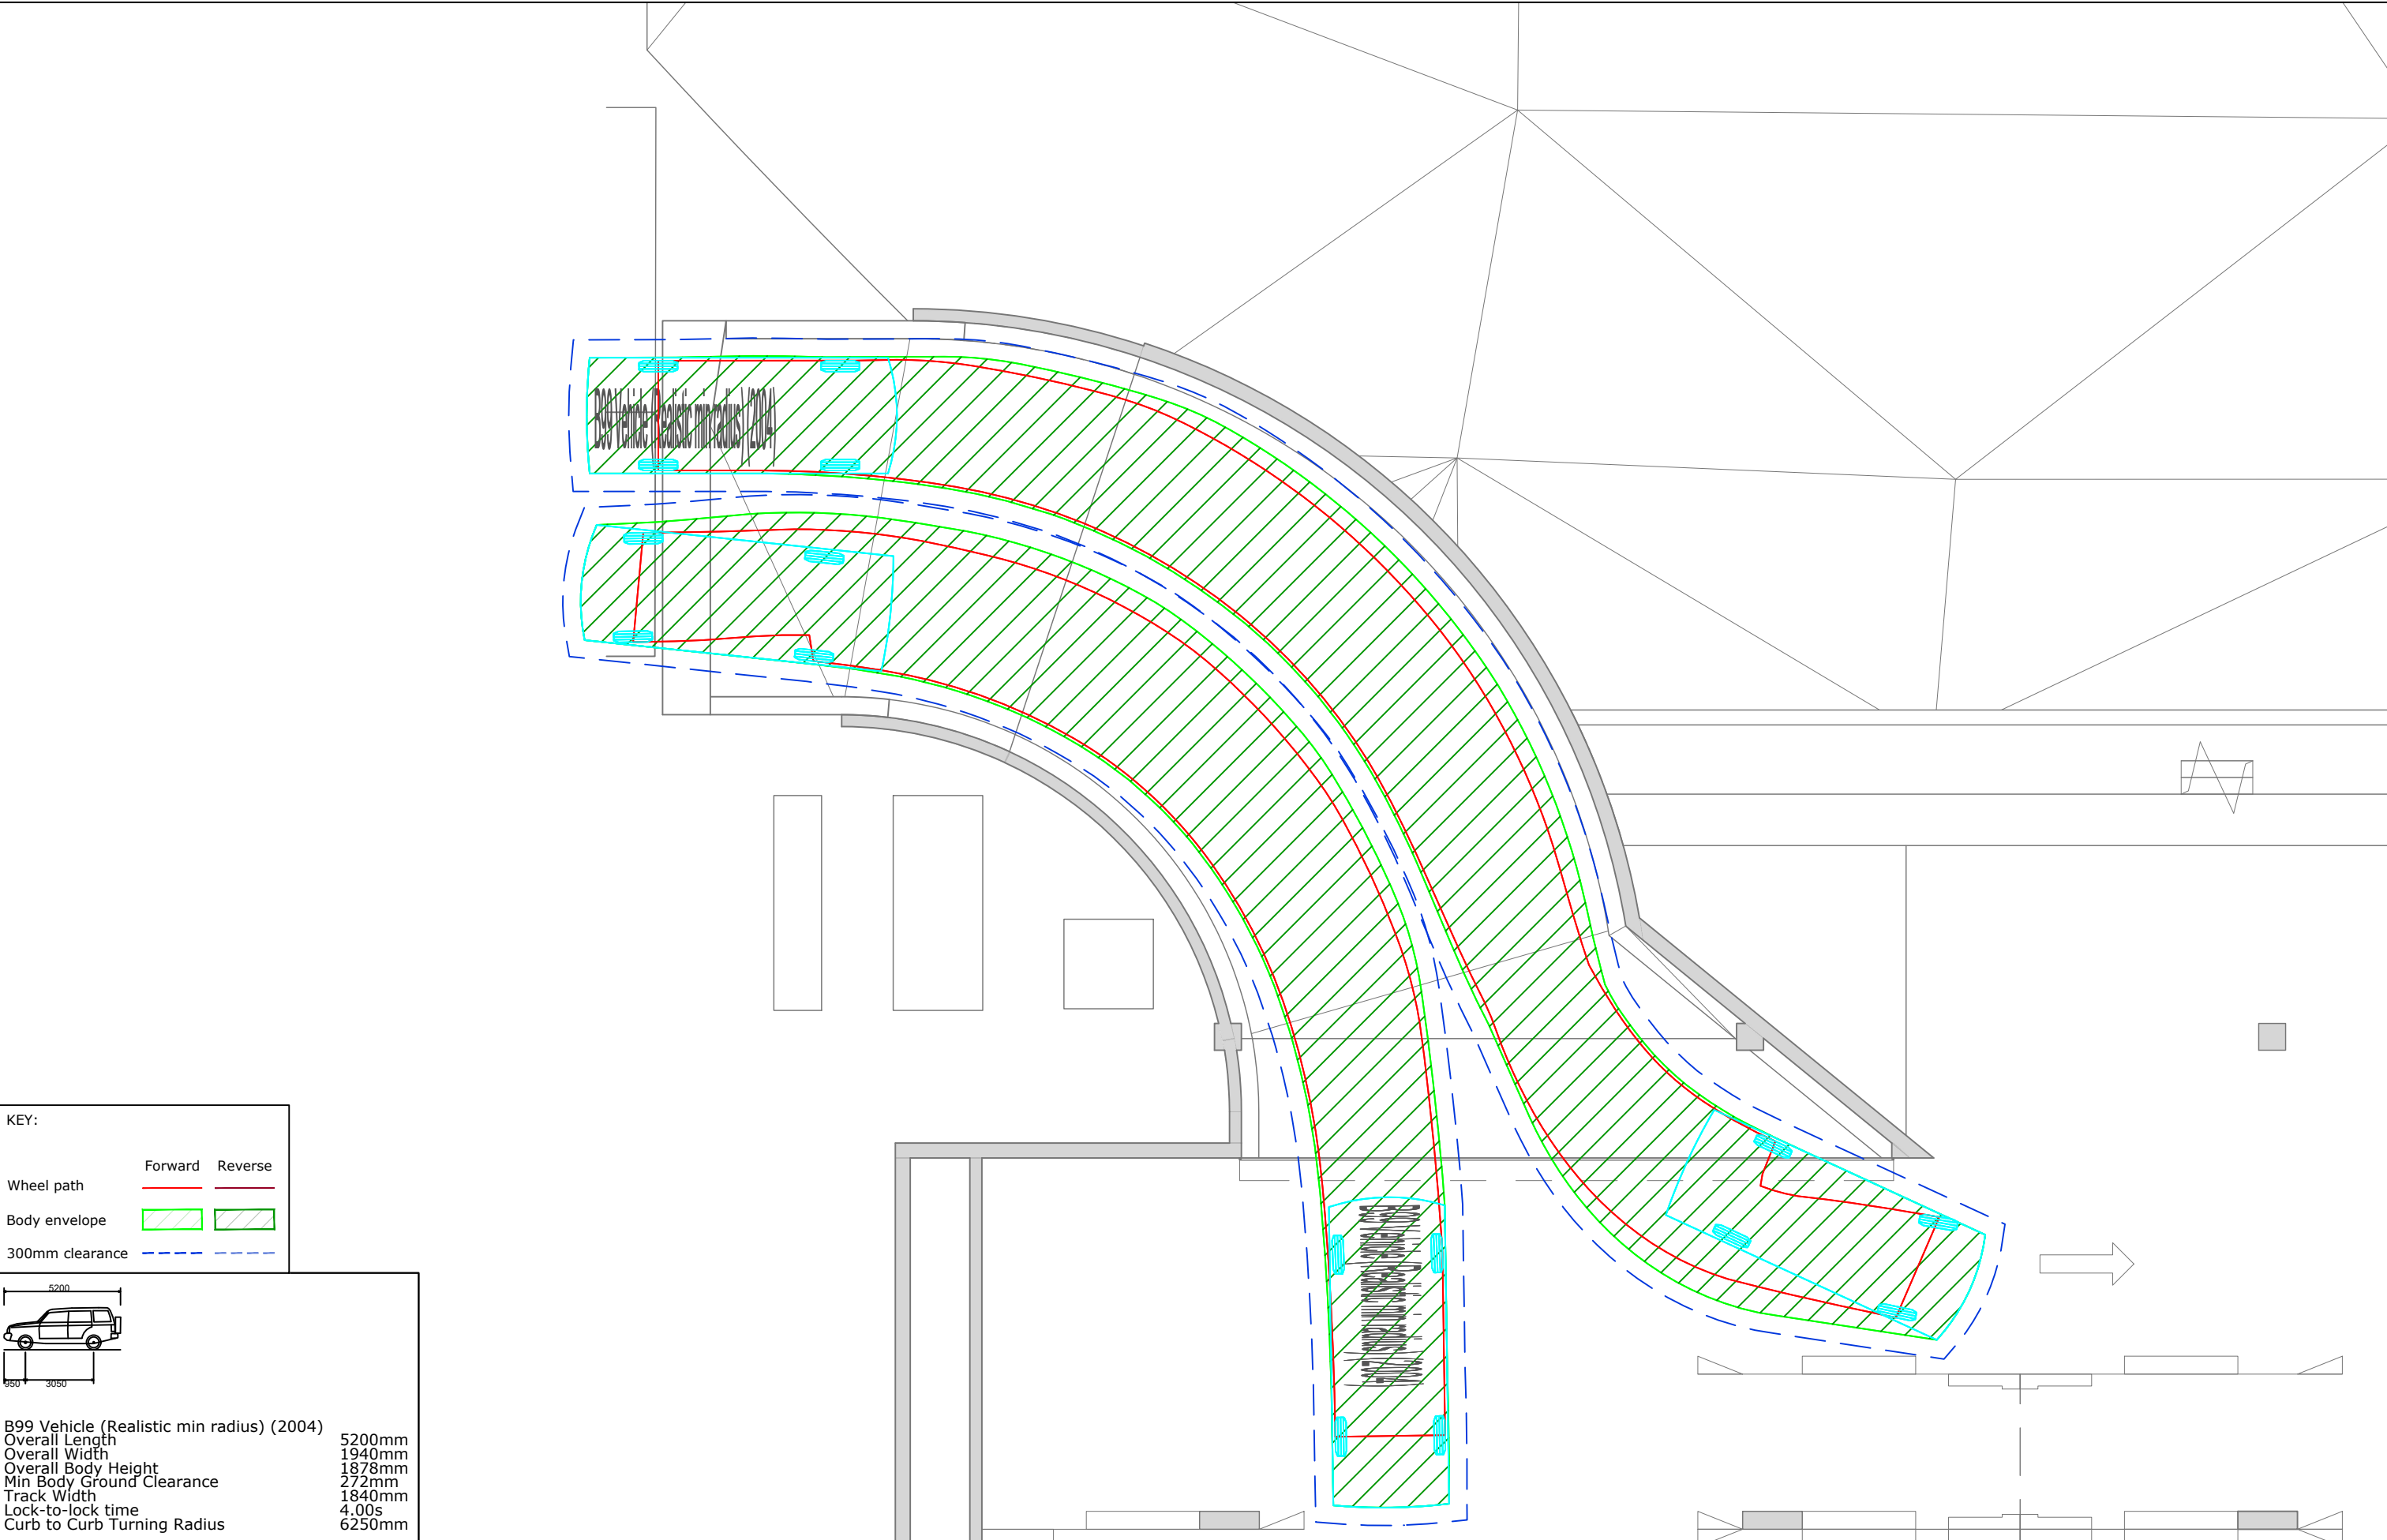 B99 Vehicle (Realistic min radius) (2004)
KEY:
Forward Reverse
Wheel path
Body envelope
300mm clearance
5200
950 3050
B99 Vehicle (Realistic min radius) (2004)
Overall Length 5200mm
Overall Width 1940mm
Overall Body Height 1878mm
Min Body Ground Clearance 272mm
Track Width 1840mm
Lock-to-lock time 4.00s
Curb to Curb Turning Radius 6250mm